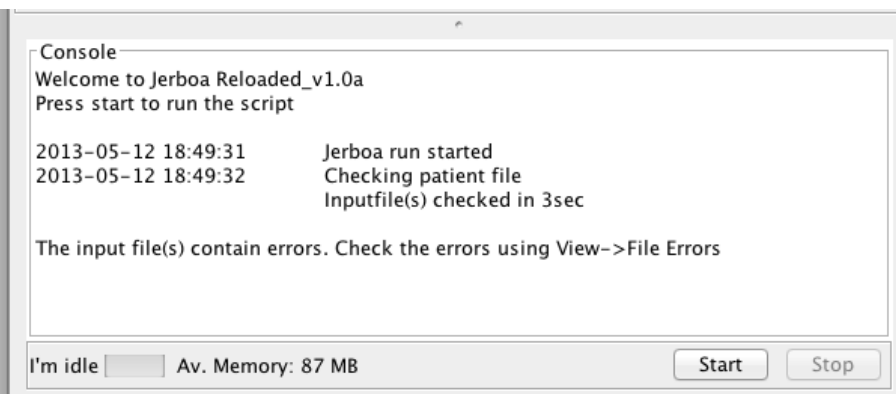 Console
Welcome to Jerboa Reloaded_v1.0a
Press start to run the script
2013-05-12 18:49:31 Jerboa run started
2013-05-12 18:49:32 Checking patient file
Inputfile(s) checked in 3sec
The input file(s) contain errors. Check the errors using View->File Errors
I'm idle Av. Memory: 87 MB Start Stop